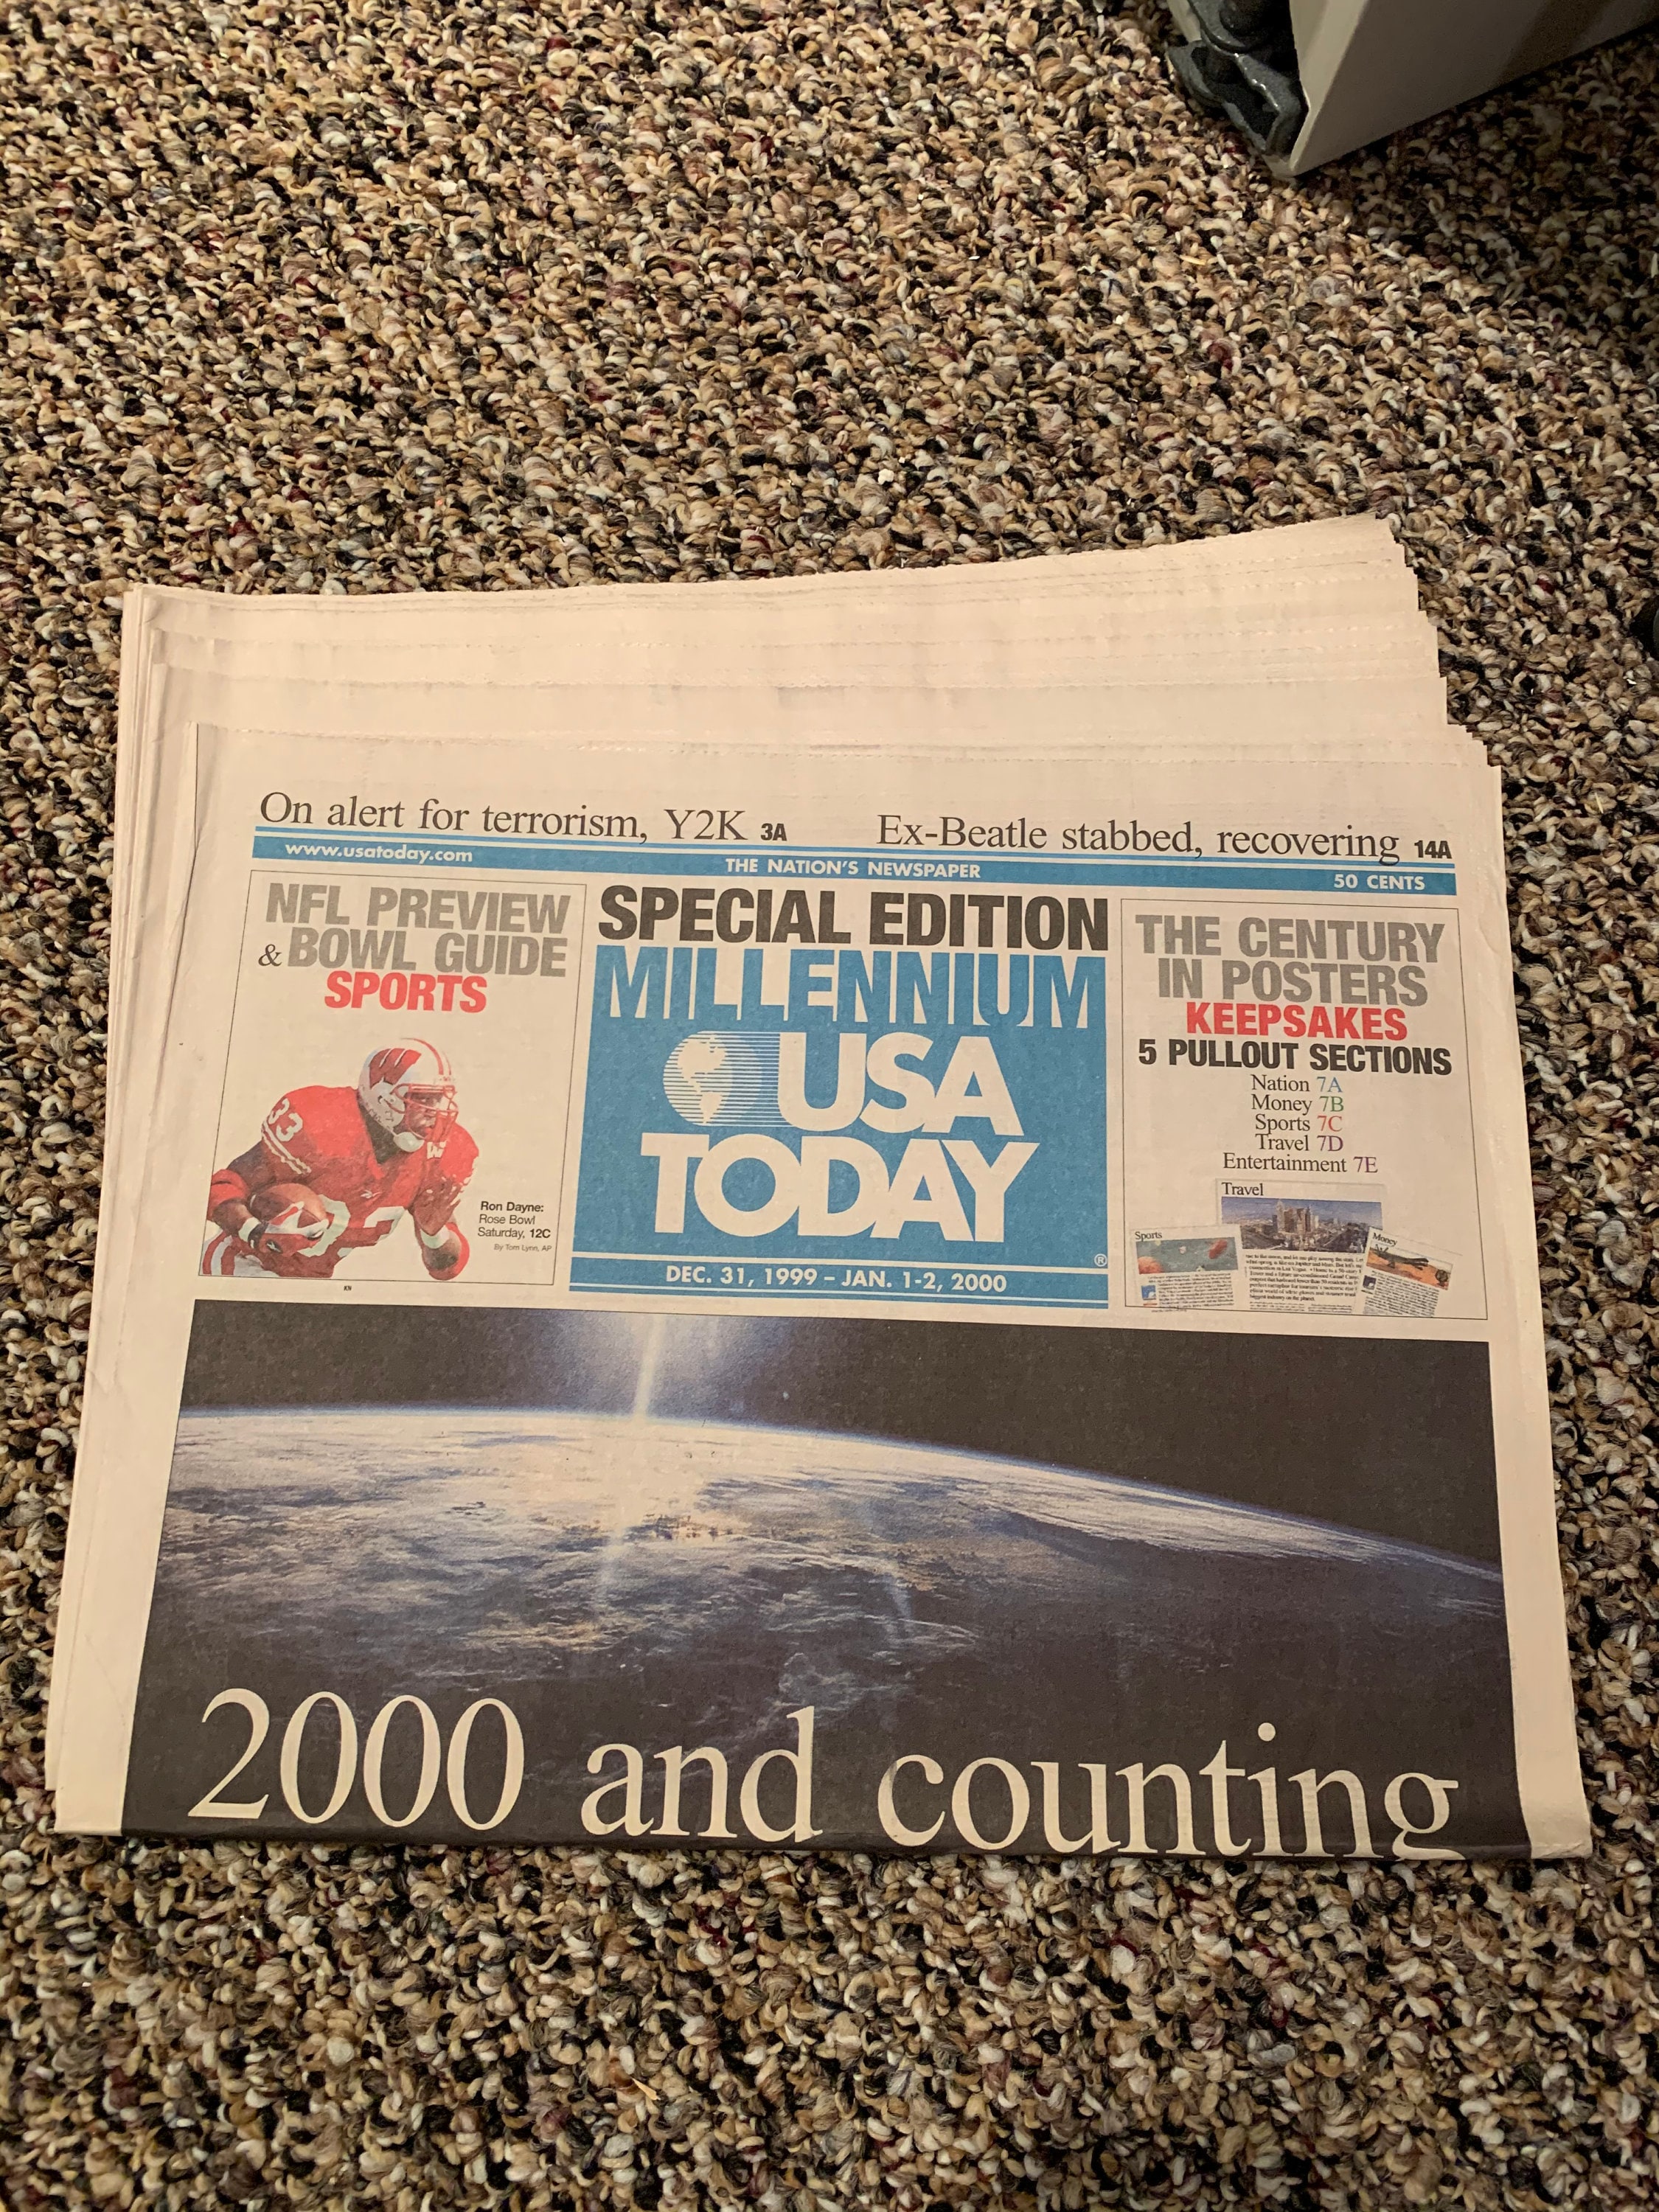 On alert for terrorism, Y2K 3A
Ex-Beatle stabbed, recovering 14A
www.usatoday.com
THE NATION'S NEWSPAPER
50 CENTS
NFL PREVIEW
& BOWL GUIDE
SPORTS
W
33
33
W
Ron Dayne:
Rose Bowl
Saturday, 12C
By Tom Lynn, AP
SPECIAL EDITION
MILLENNIUM
USA
TODAY
®
DEC. 31, 1999 – JAN. 1-2, 2000
THE CENTURY
IN POSTERS
KEEPSAKES
5 PULLOUT SECTIONS
Nation 7A
Money 7B
Sports 7C
Travel 7D
Entertainment 7E
Travel
Sports
Money
2000 and counting